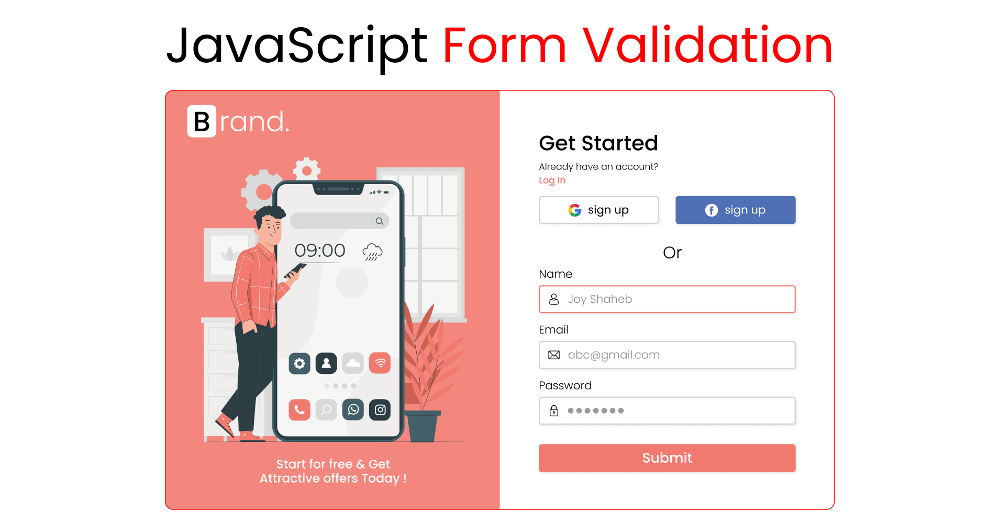 JavaScript Form Validation
Brand.
09:00
Start for free & Get
Attractive offers Today !
Get Started
Already have an account?
Log In
sign up
sign up
Or
Name
Joy Shaheb
Email
abc@gmail.com
Password
Submit